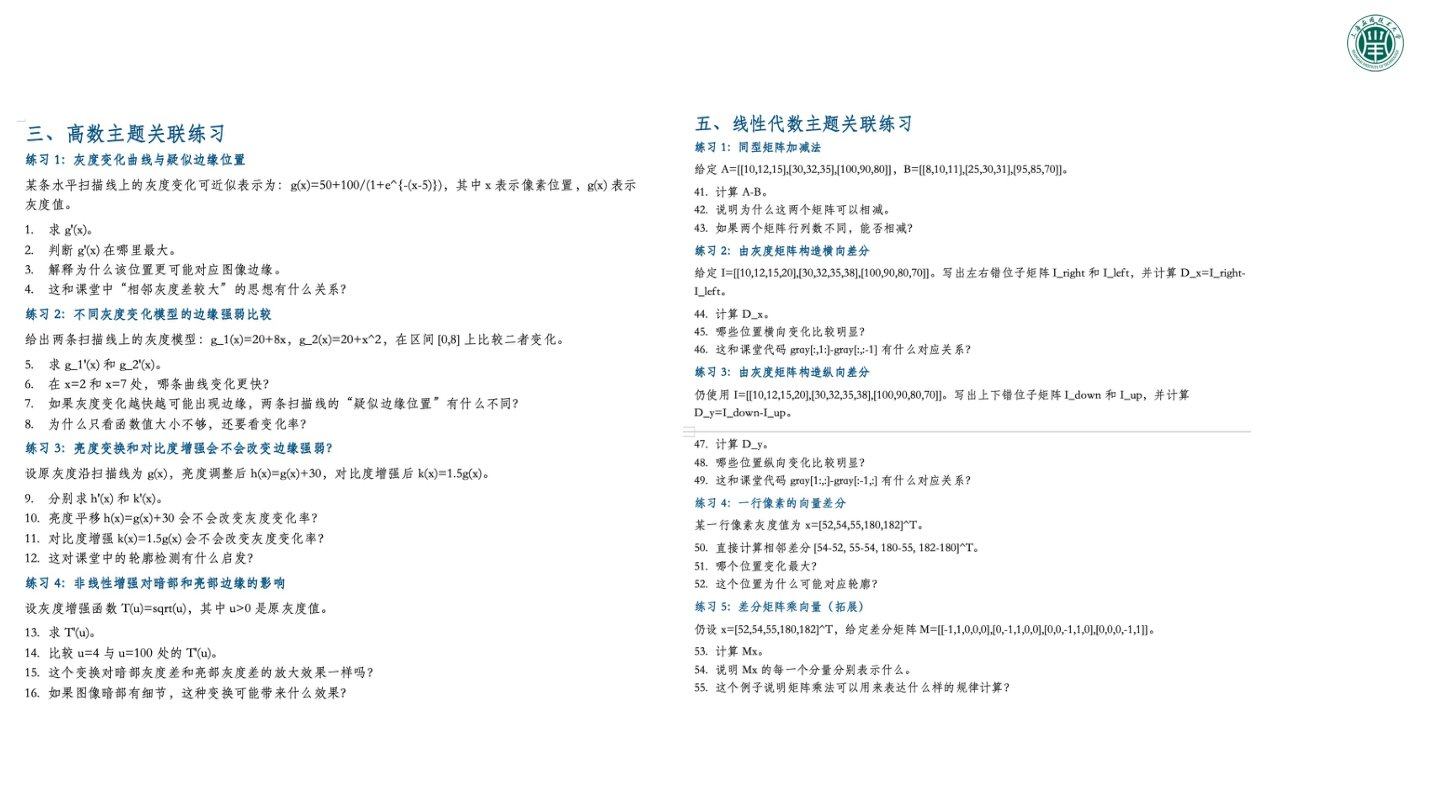 三、高数主题关联练习
练习 1：灰度变化曲线与疑似边缘位置
某条水平扫描线上的灰度变化可近似表示为：g(x)=50+100/(1+e^{-(x-5)})，其中 x 表示像素位置，g(x) 表示
灰度值。
1. 求 g'(x)。
2. 判断 g'(x) 在哪里最大。
3. 解释为什么该位置更可能对应图像边缘。
4. 这和课堂中“相邻灰度差较大”的思想有什么关系？
练习 2：不同灰度变化模型的边缘强弱比较
给出两条扫描线上的灰度模型：g_1(x)=20+8x，g_2(x)=20+x^2，在区间 [0,8] 上比较二者变化。
5. 求 g_1'(x) 和 g_2'(x)。
6. 在 x=2 和 x=7 处，哪条曲线变化更快？
7. 如果灰度变化越快越可能出现边缘，两条扫描线的“疑似边缘位置”有什么不同？
8. 为什么只看函数值大小不够，还要看变化率？
练习 3：亮度变换和对比度增强会不会改变边缘强弱？
设原灰度沿扫描线为 g(x)，亮度调整后 h(x)=g(x)+30，对比度增强后 k(x)=1.5g(x)。
9. 分别求 h'(x) 和 k'(x)。
10. 亮度平移 h(x)=g(x)+30 会不会改变灰度变化率？
11. 对比度增强 k(x)=1.5g(x) 会不会改变灰度变化率？
12. 这对课堂中的轮廓检测有什么启发？
练习 4：非线性增强对暗部和亮部边缘的影响
设灰度增强函数 T(u)=sqrt(u)，其中 u>0 是原灰度值。
13. 求 T'(u)。
14. 比较 u=4 与 u=100 处的 T'(u)。
15. 这个变换对暗部灰度差和亮部灰度差的放大效果一样吗？
16. 如果图像暗部有细节，这种变换可能带来什么效果？
五、线性代数主题关联练习
练习 1：同型矩阵加减法
给定 A=[[10,12,15],[30,32,35],[100,90,80]]，B=[[8,10,11],[25,30,31],[95,85,70]]。
41. 计算 A-B。
42. 说明为什么这两个矩阵可以相减。
43. 如果两个矩阵行列数不同，能否相减？
练习 2：由灰度矩阵构造横向差分
给定 I=[[10,12,15,20],[30,32,35,38],[100,90,80,70]]。写出左右错位子矩阵 I_right 和 I_left，并计算 D_x=I_right-
I_left。
44. 计算 D_x。
45. 哪些位置横向变化比较明显？
46. 这和课堂代码 gray[:,1:]-gray[:,:-1] 有什么对应关系？
练习 3：由灰度矩阵构造纵向差分
仍使用 I=[[10,12,15,20],[30,32,35,38],[100,90,80,70]]。写出上下错位子矩阵 I_down 和 I_up，并计算
D_y=I_down-I_up。
47. 计算 D_y。
48. 哪些位置纵向变化比较明显？
49. 这和课堂代码 gray[1:,:]-gray[:-1,:] 有什么对应关系？
练习 4：一行像素的向量差分
某一行像素灰度值为 x=[52,54,55,180,182]^T。
50. 直接计算相邻差分 [54-52, 55-54, 180-55, 182-180]^T。
51. 哪个位置变化最大？
52. 这个位置为什么可能对应轮廓？
练习 5：差分矩阵乘向量（拓展）
仍设 x=[52,54,55,180,182]^T，给定差分矩阵 M=[[-1,1,0,0,0],[0,-1,1,0,0],[0,0,-1,1,0],[0,0,0,-1,1]]。
53. 计算 Mx。
54. 说明 Mx 的每一个分量分别表示什么。
55. 这个例子说明矩阵乘法可以用来表达什么样的规律计算？